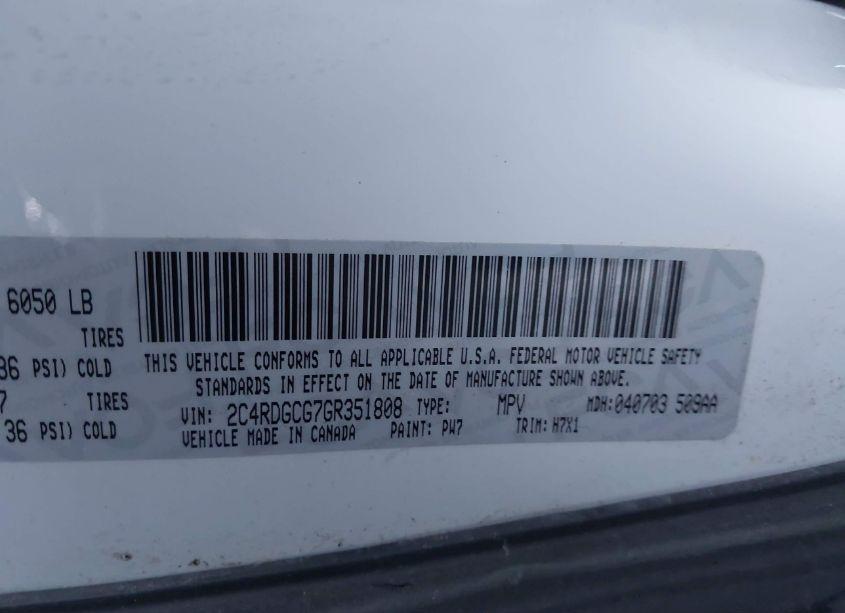 6050 LB
TIRES
36 PSI) COLD
7 TIRES
36 PSI) COLD
THIS VEHICLE CONFORMS TO ALL APPLICABLE U.S.A. FEDERAL MOTOR VEHICLE SAFETY
STANDARDS IN EFFECT ON THE DATE OF MANUFACTURE SHOWN ABOVE.
VIN: 2C4RDGCG7GR351808 TYPE: MPV MDH:040703 509AA
VEHICLE MADE IN CANADA PAINT: PW7 TRIM: H7X1